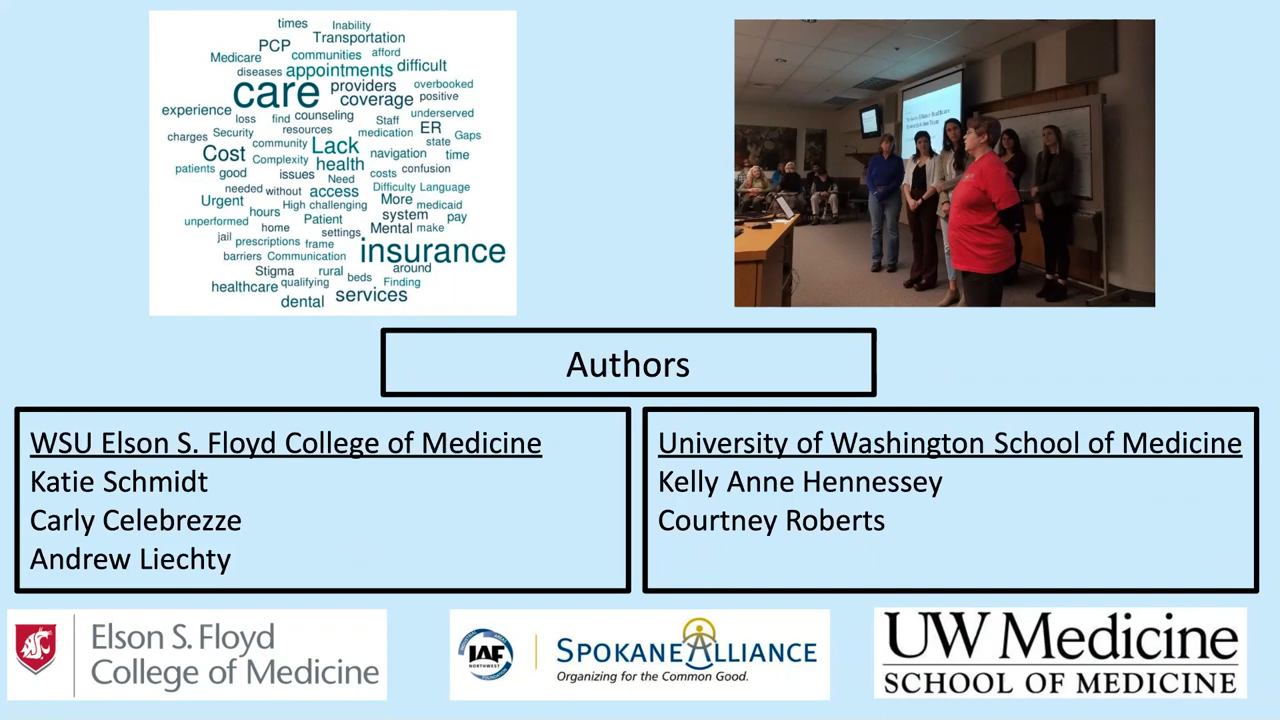 times Inability
PCP Transportation
Medicare communities afford
diseases appointments difficult
care providers overbooked
coverage positive
experience
loss find counseling Staff underserved
charges Security resources medication ER state Gaps
community Lack
Cost Complexity health navigation time
patients good issues Need costs confusion
needed without access Difficulty Language
Urgent High challenging More medicaid
hours Patient system pay
unperformed home settings Mental make
jail prescriptions frame
barriers Communication insurance
Stigma rural beds around
healthcare qualifying Finding
dental services
Authors
WSU Elson S. Floyd College of Medicine
Katie Schmidt
Carly Celebrezze
Andrew Liechty
University of Washington School of Medicine
Kelly Anne Hennessey
Courtney Roberts
Elson S. Floyd
College of Medicine
IAF
NORTHWEST
SPOKANE ALLIANCE
Organizing for the Common Good.
UW Medicine
SCHOOL OF MEDICINE